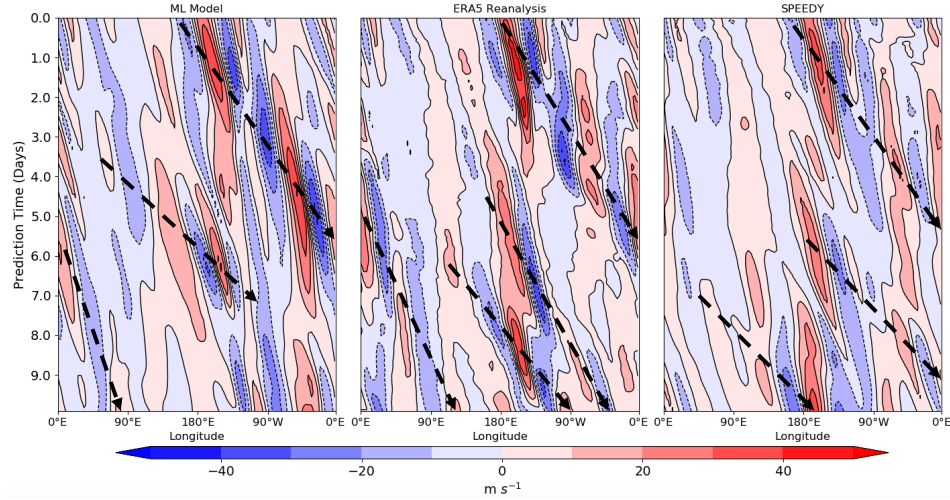 ML Model
ERA5 Reanalysis
SPEEDY
Prediction Time (Days)
0.0
1.0
2.0
3.0
4.0
5.0
6.0
7.0
8.0
9.0
0°E 90°E 180°E 90°W 0°E
0°E 90°E 180°E 90°W 0°E
0°E 90°E 180°E 90°W 0°E
Longitude
Longitude
Longitude
−40 −20 0 20 40
m s⁻¹